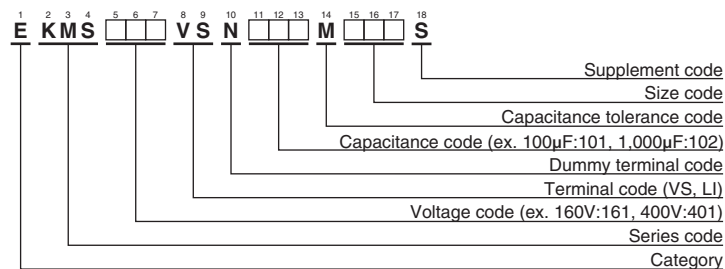 1 2 3 4 5 6 7 8 9 10 11 12 13 14 15 16 17 18
E KMS VS N M S
Supplement code
Size code
Capacitance tolerance code
Capacitance code (ex. 100µF:101, 1,000µF:102)
Dummy terminal code
Terminal code (VS, LI)
Voltage code (ex. 160V:161, 400V:401)
Series code
Category